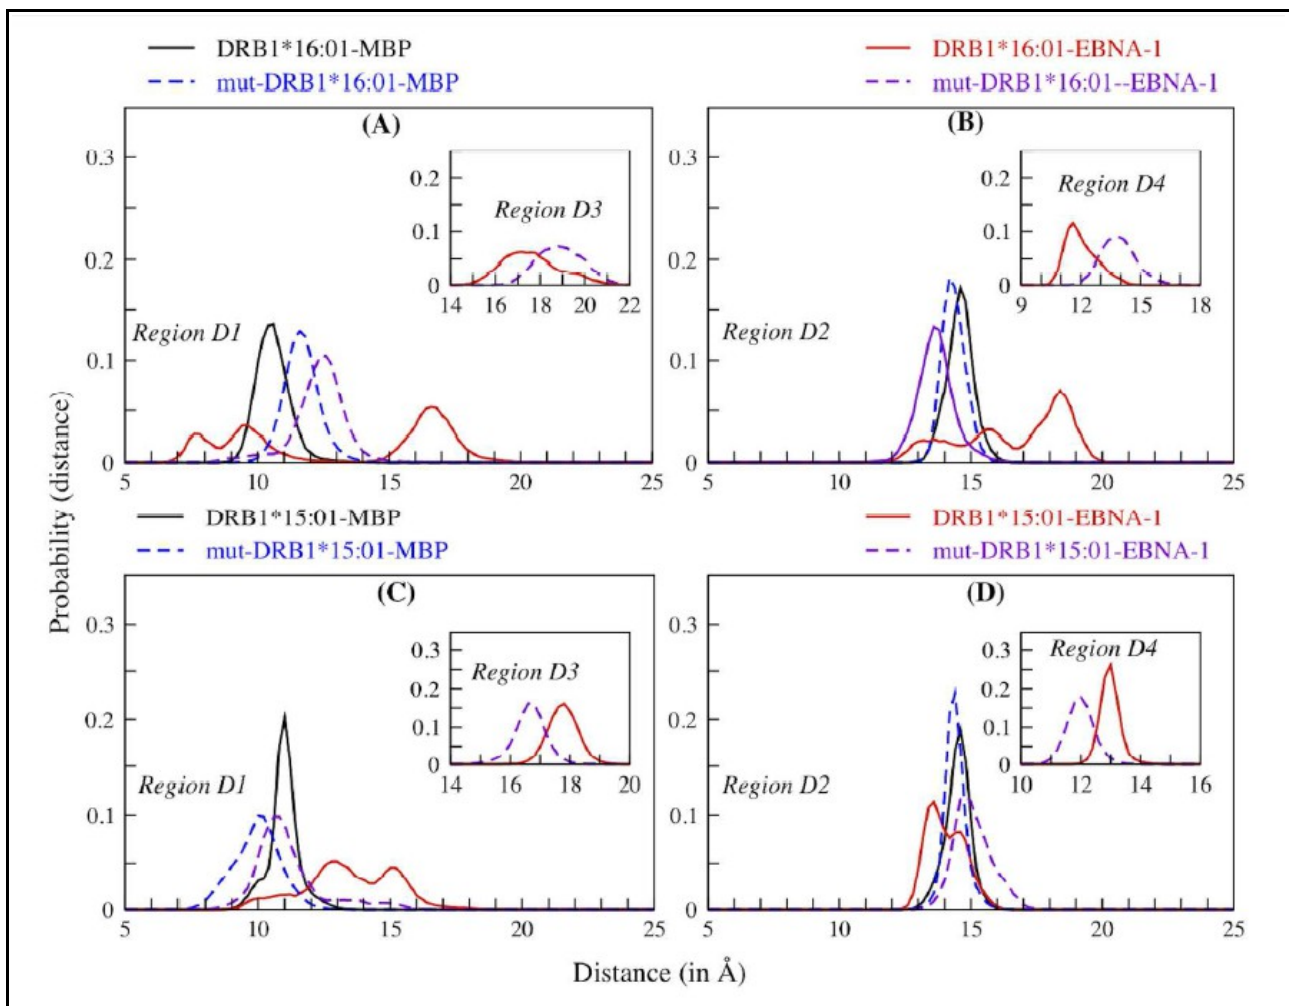 DRB1*16:01-MBP
mut-DRB1*16:01-MBP
DRB1*16:01-EBNA-1
mut-DRB1*16:01--EBNA-1
(A)
0.3
0.2
0.1
0
Region D1
5 10 15 20 25
Region D3
0.2
0.1
0
14 16 18 20 22
(B)
0.3
0.2
0.1
0
Region D2
5 10 15 20 25
Region D4
0.2
0.1
0
9 12 15 18
Probability (distance)
DRB1*15:01-MBP
mut-DRB1*15:01-MBP
DRB1*15:01-EBNA-1
mut-DRB1*15:01-EBNA-1
(C)
0.3
0.2
0.1
0
Region D1
5 10 15 20 25
Region D3
0.3
0.2
0.1
0
14 16 18 20
(D)
0.3
0.2
0.1
0
Region D2
5 10 15 20 25
Region D4
0.3
0.2
0.1
0
10 12 14 16
Distance (in Å)